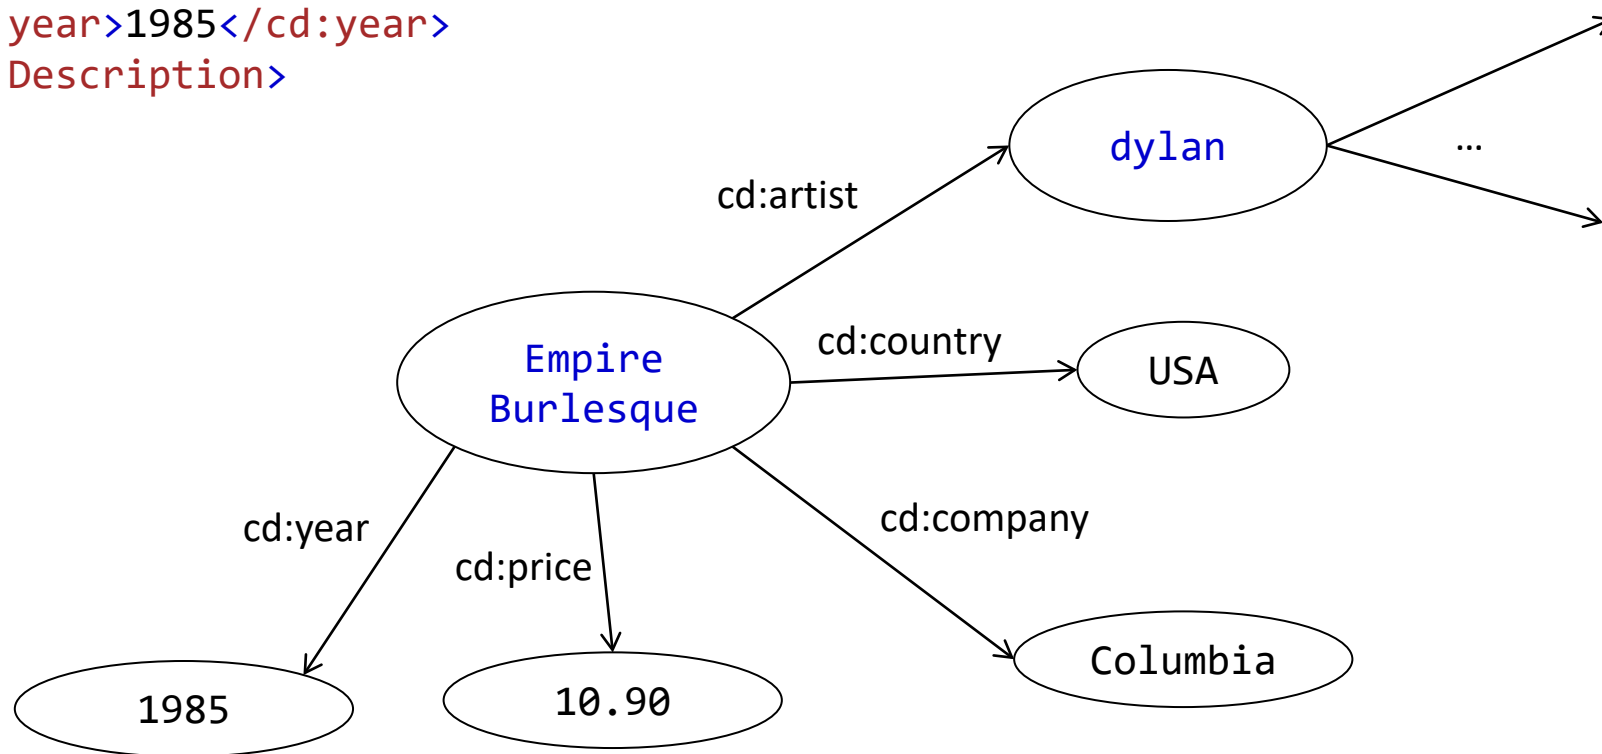 year>1985</cd:year>
Description>
dylan
...
cd:artist
cd:country
Empire
Burlesque
USA
cd:year
cd:price
cd:company
Columbia
1985
10.90